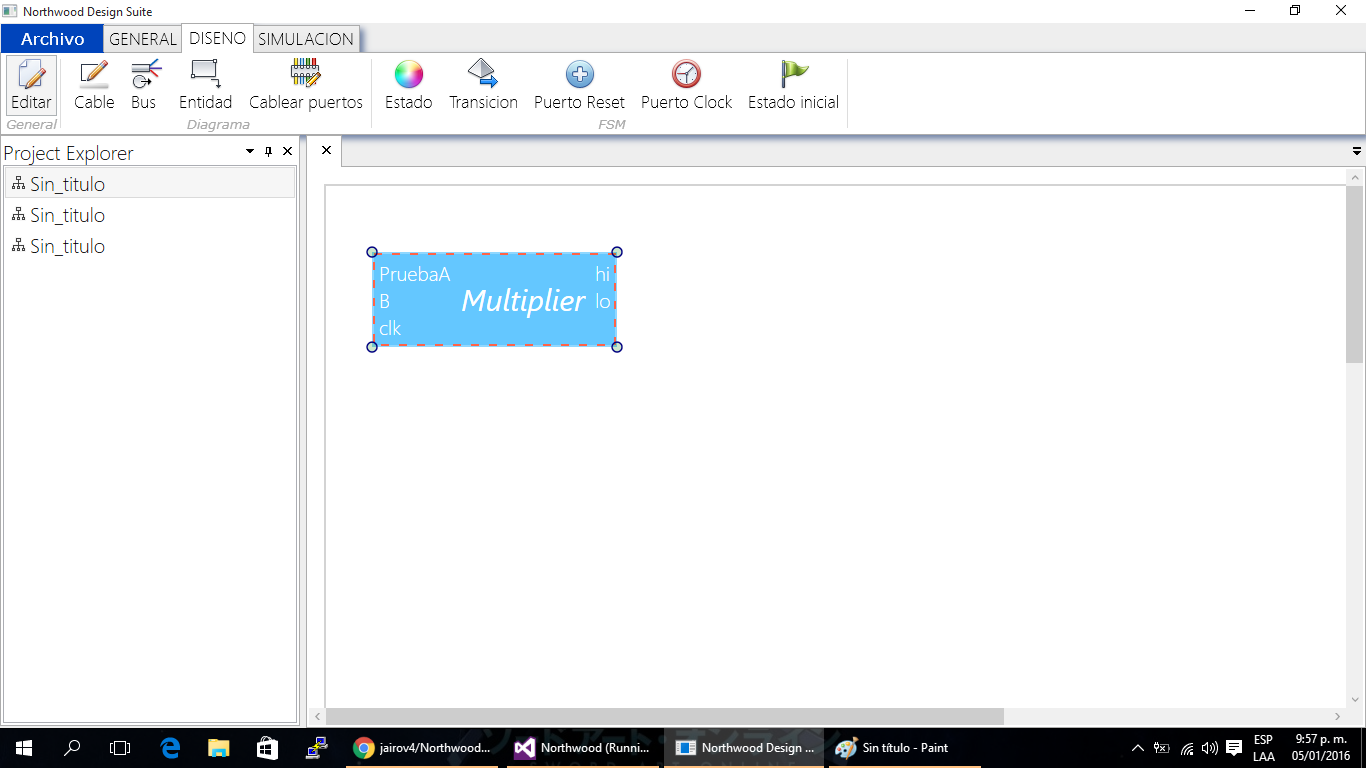 Northwood Design Suite
Archivo GENERAL DISENO SIMULACION
Editar Cable Bus Entidad Cablear puertos Estado Transicion Puerto Reset Puerto Clock Estado inicial
General Diagrama FSM
Project Explorer
Sin_titulo
Sin_titulo
Sin_titulo
PruebaA hi
B Multiplier lo
clk
jairov4/Northwood... Northwood (Runni... Northwood Design ... Sin título - Paint
ESP 9:57 p. m.
LAA 05/01/2016